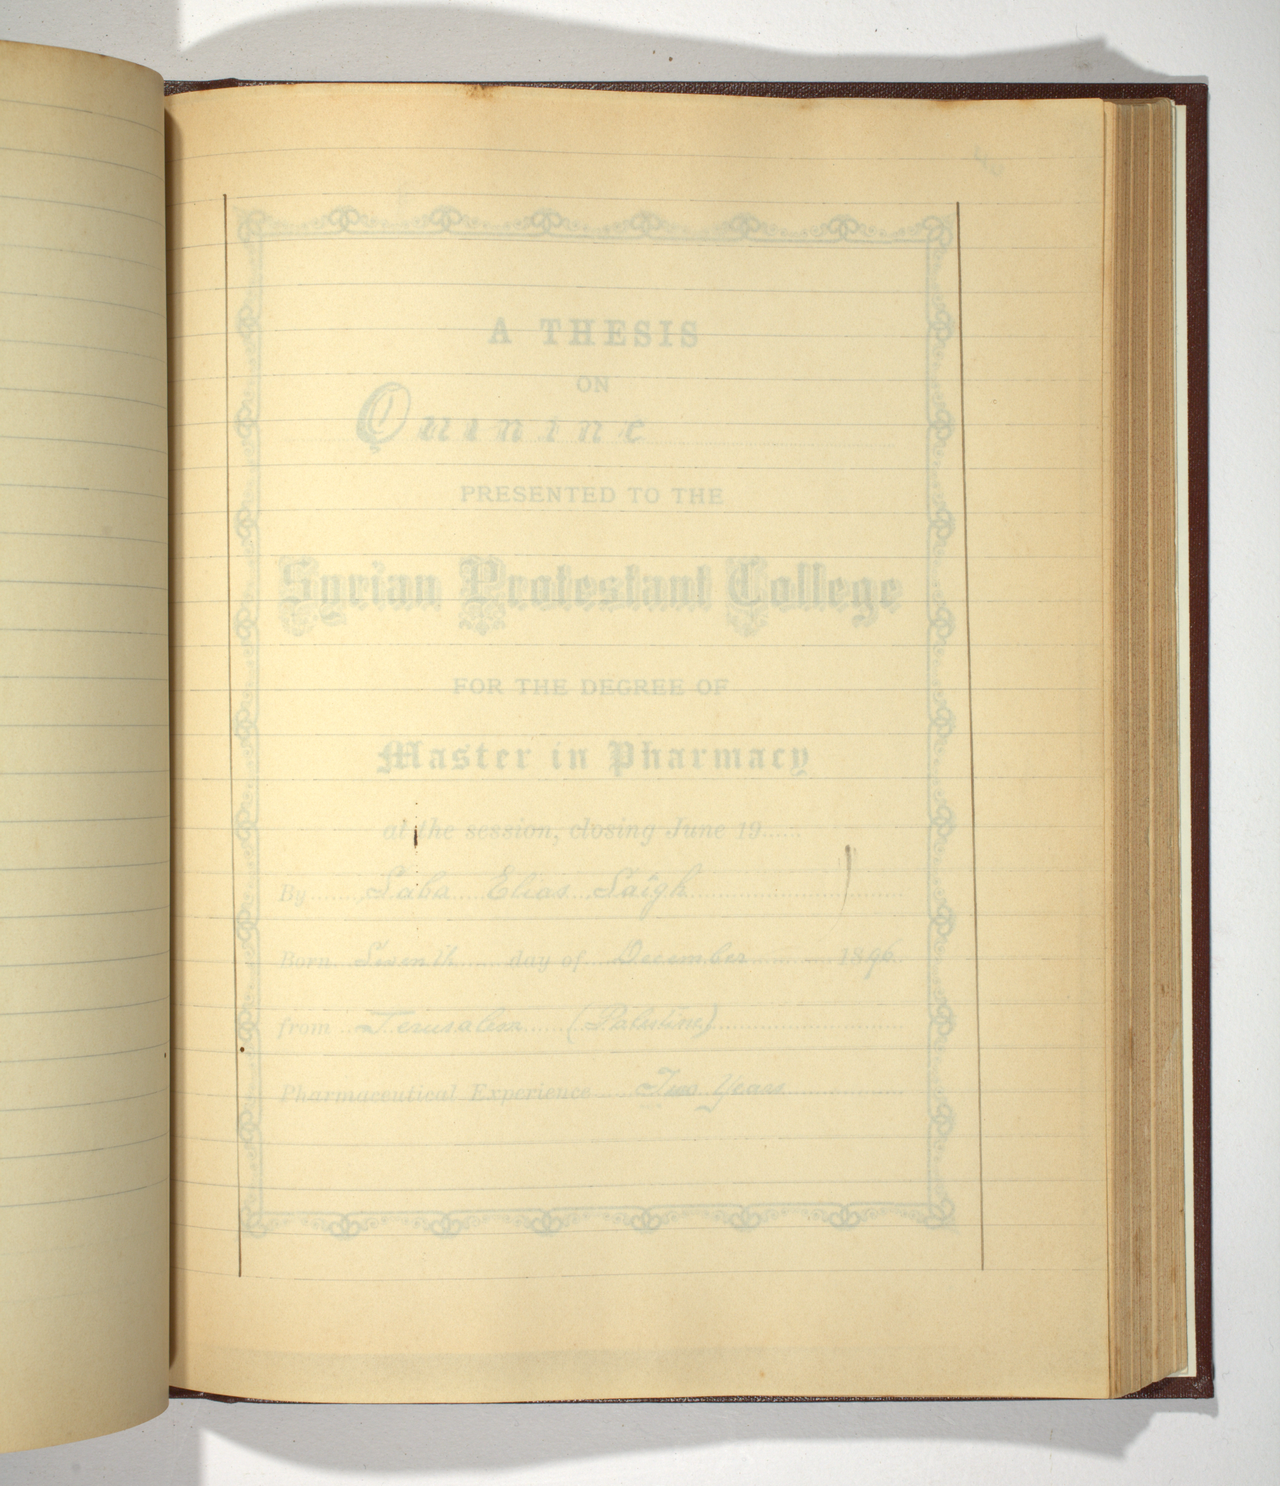 A THESIS
ON
Quinine
PRESENTED TO THE
Syrian Protestant College
FOR THE DEGREE OF
Master in Pharmacy
at the session, closing June 19......
By Saba Elias Saigh
Born Seventh day of December 1896
from Jerusalem (Palestine)
Pharmaceutical Experience Two Years